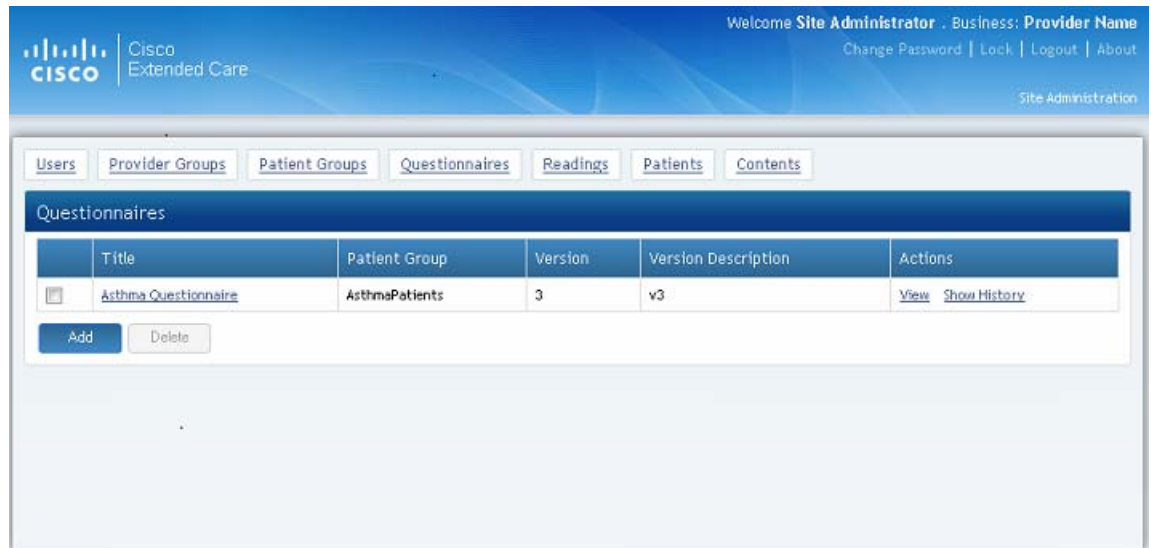 Welcome Site Administrator . Business: Provider Name
Change Password | Lock | Logout | About
CISCO
Cisco
Extended Care
Site Administration
Users Provider Groups Patient Groups Questionnaires Readings Patients Contents
Questionnaires
Title Patient Group Version Version Description Actions
Asthma Questionnaire AsthmaPatients 3 v3 View Show History
Add Delete